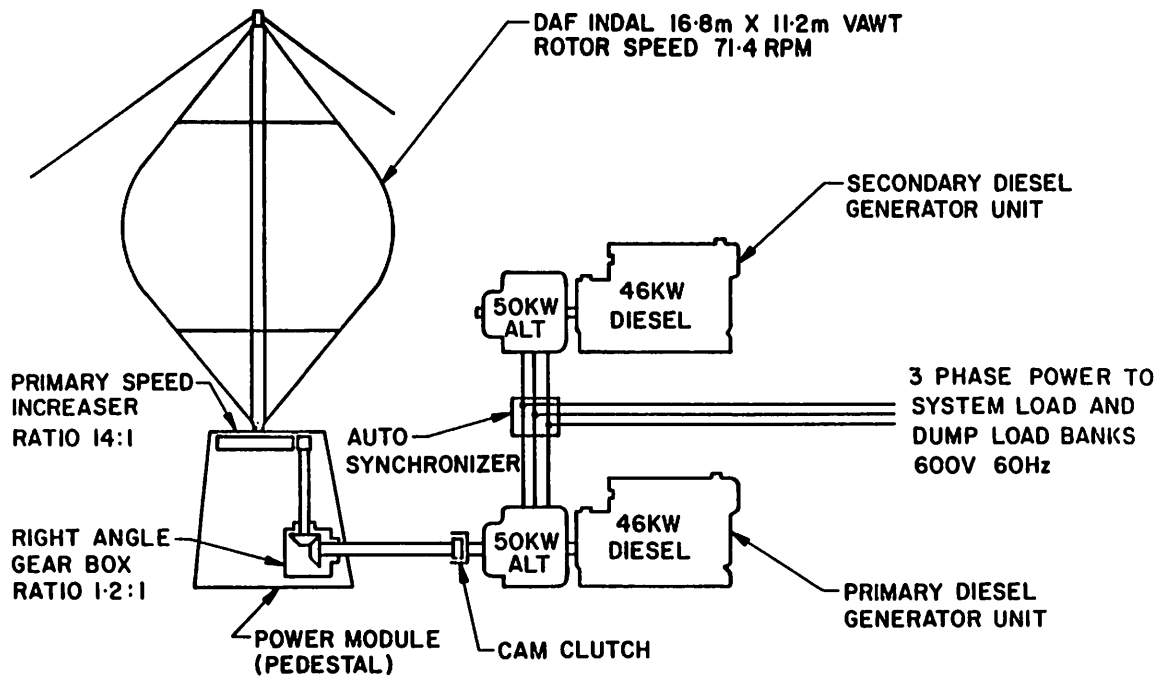 DAF INDAL 16·8m X 11·2m VAWT
ROTOR SPEED 71·4 RPM
SECONDARY DIESEL
GENERATOR UNIT
50KW
ALT
46KW
DIESEL
PRIMARY SPEED
INCREASER
RATIO 14:1
AUTO
SYNCHRONIZER
3 PHASE POWER TO
SYSTEM LOAD AND
DUMP LOAD BANKS
600V 60Hz
RIGHT ANGLE
GEAR BOX
RATIO 1·2:1
50KW
ALT
46KW
DIESEL
PRIMARY DIESEL
GENERATOR UNIT
POWER MODULE
(PEDESTAL)
CAM CLUTCH